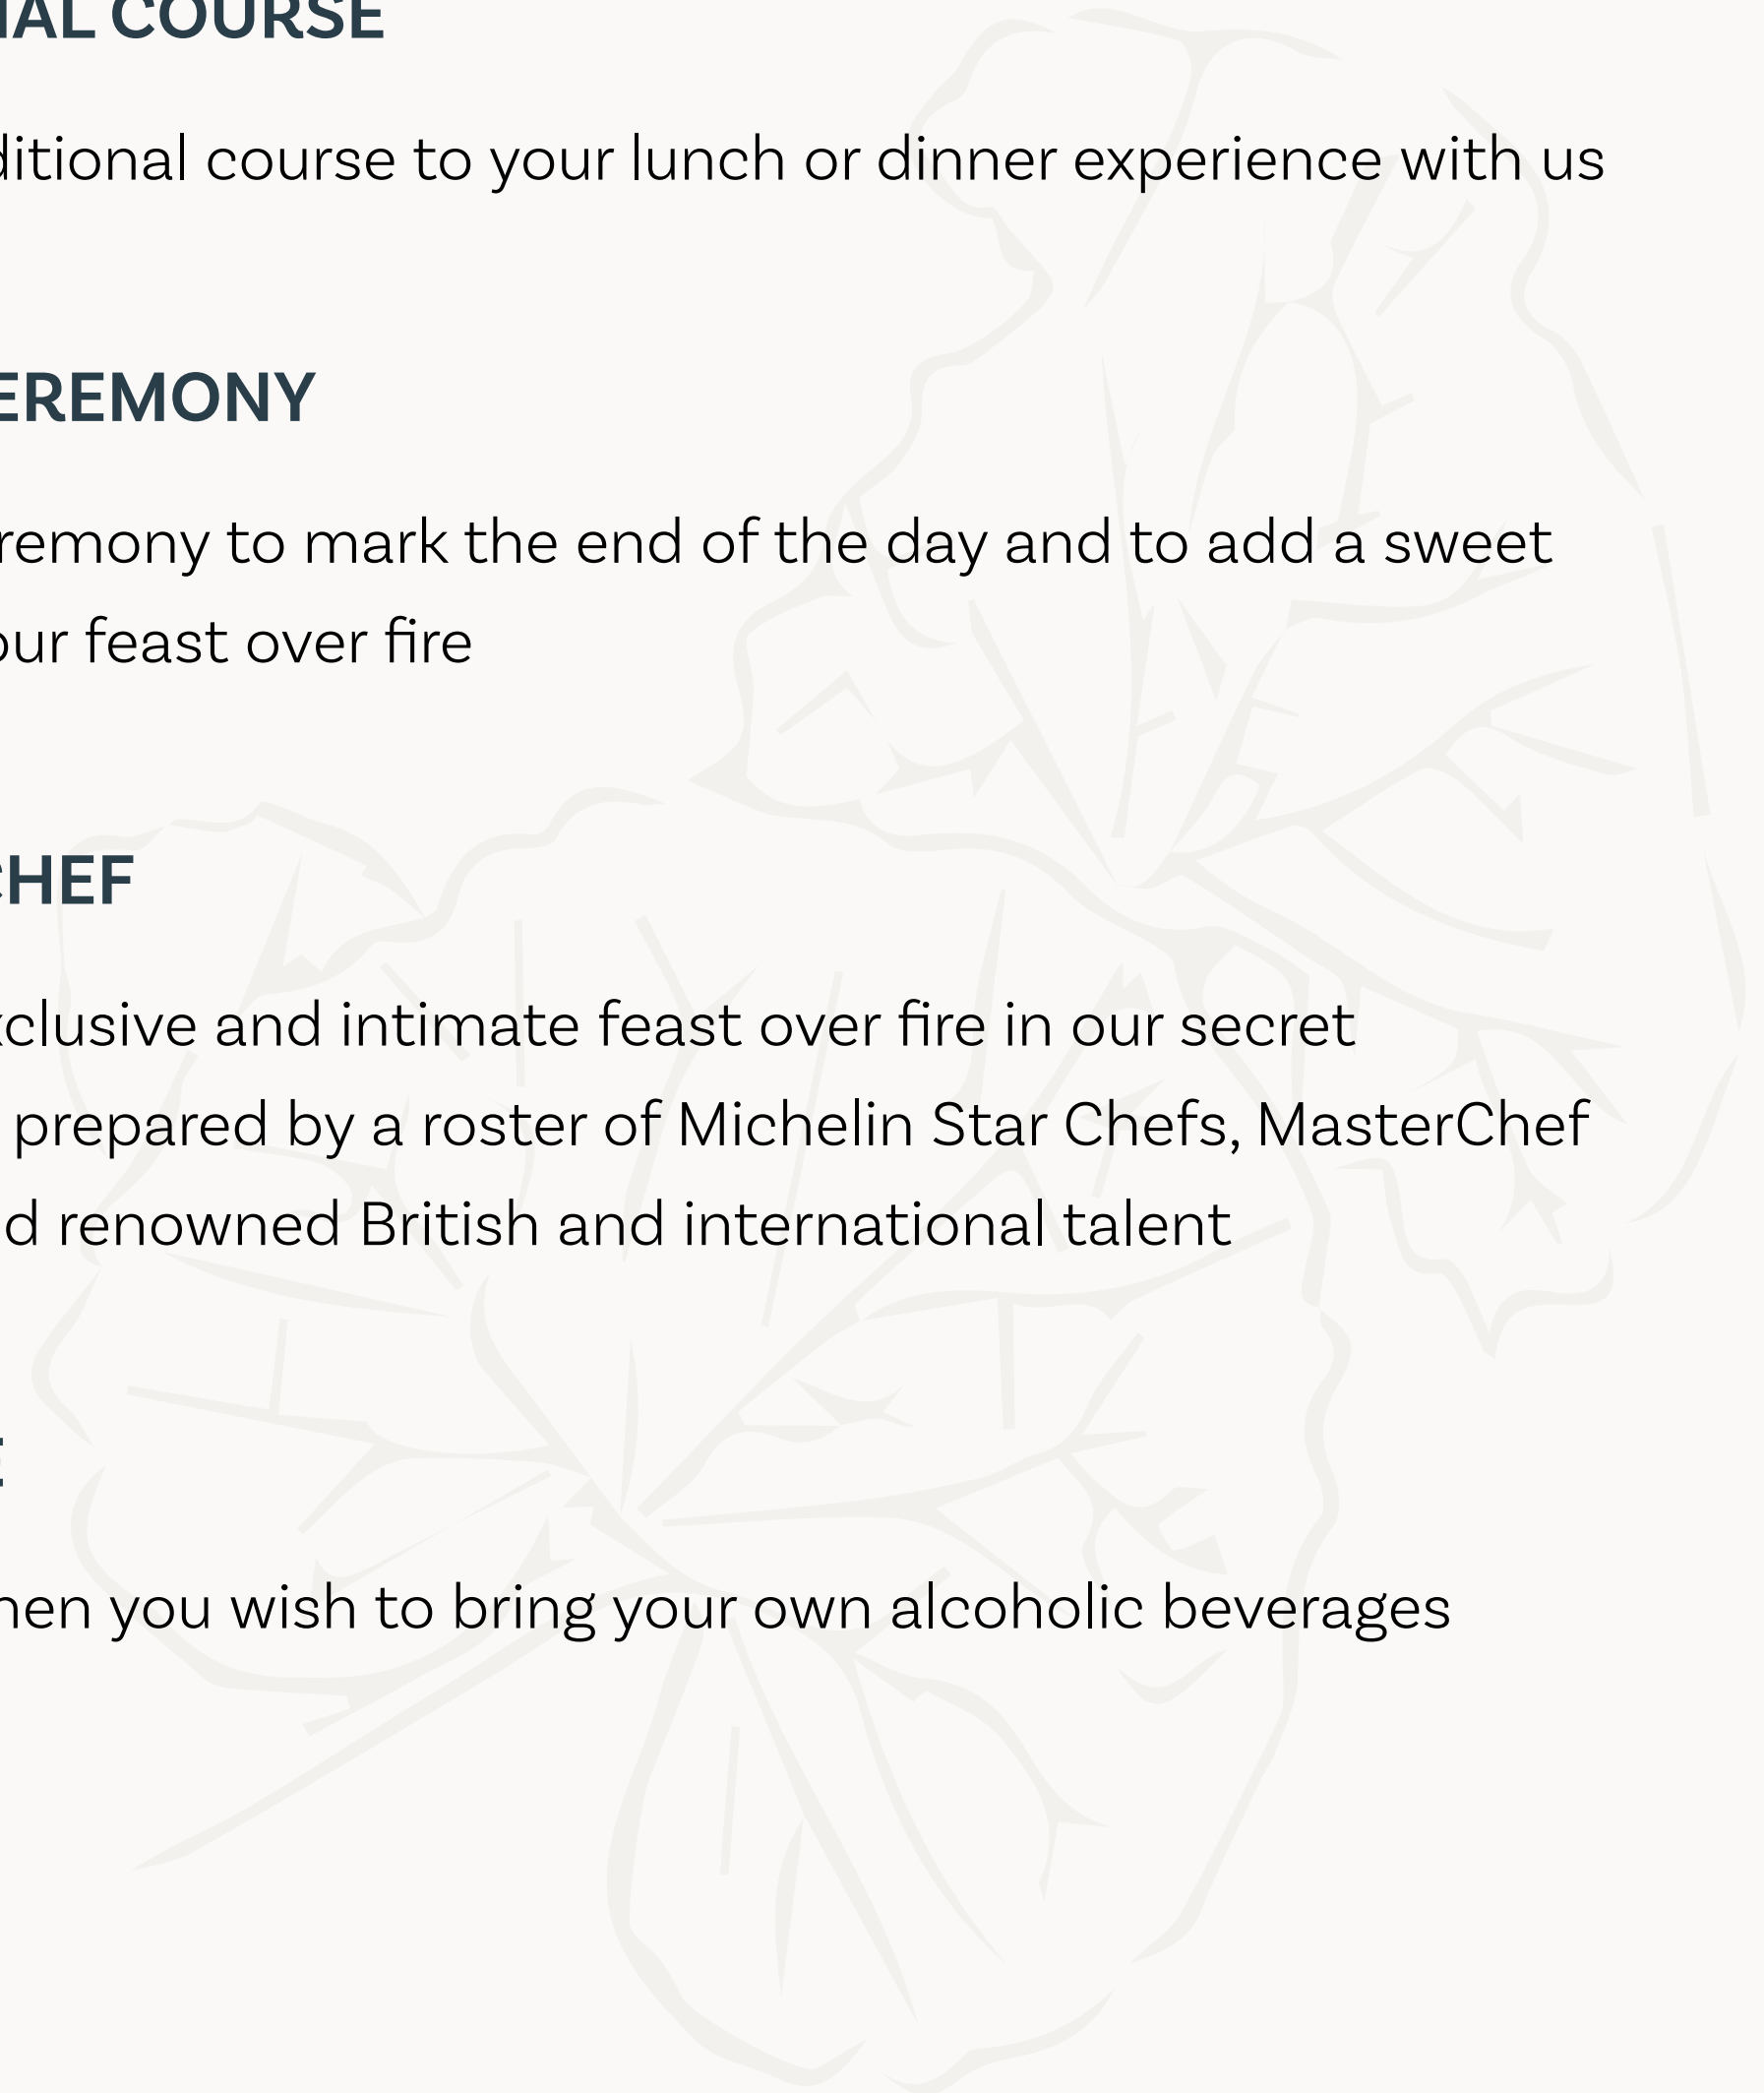 IAL COURSE
ditional course to your lunch or dinner experience with us
EREMONY
remony to mark the end of the day and to add a sweet
our feast over fire
CHEF
xclusive and intimate feast over fire in our secret
prepared by a roster of Michelin Star Chefs, MasterChef
d renowned British and international talent
E
hen you wish to bring your own alcoholic beverages